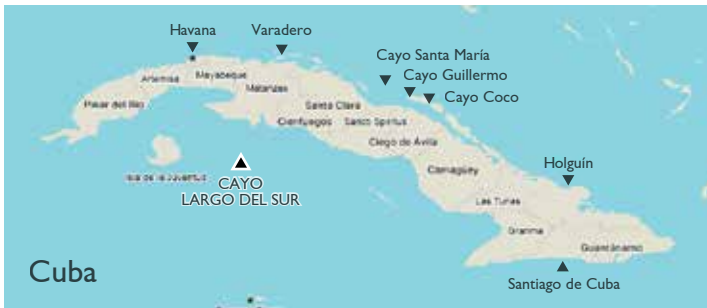 Havana
Varadero
Cayo Santa María
Cayo Guillermo
Cayo Coco
Artemisa
Mayabeque
Matanzas
Pinar del Rio
Santa Clara
Cienfuegos
Sancti Spiritus
Ciego de Ávila
Isla de la Juventud
CAYO
LARGO DEL SUR
Camagüey
Holguín
Las Tunas
Granma
Guantánamo
Cuba
Santiago de Cuba